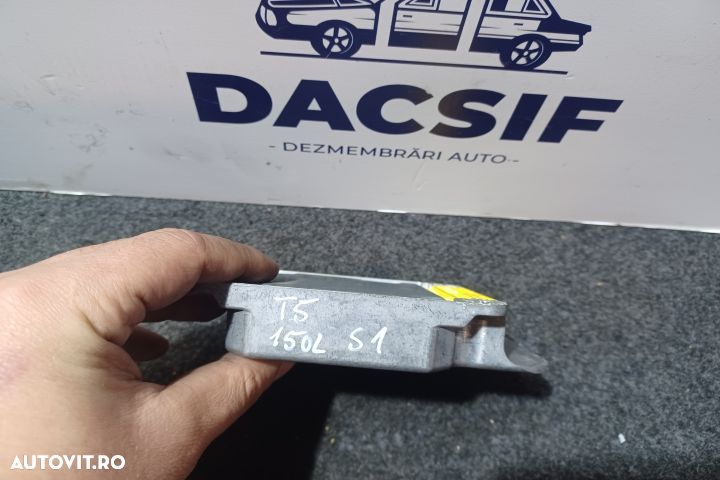 DACSIF
- DEZMEMBRĂRI AUTO -
T5
150L S1
AUTOVIT.RO